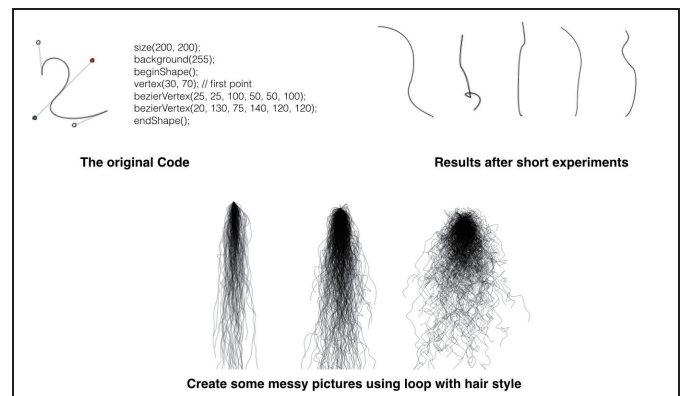 size(200, 200);
background(255);
beginShape();
vertex(30, 70); // first point
bezierVertex(25, 25, 100, 50, 50, 100);
bezierVertex(20, 130, 75, 140, 120, 120);
endShape();
The original Code
Results after short experiments
Create some messy pictures using loop with hair style